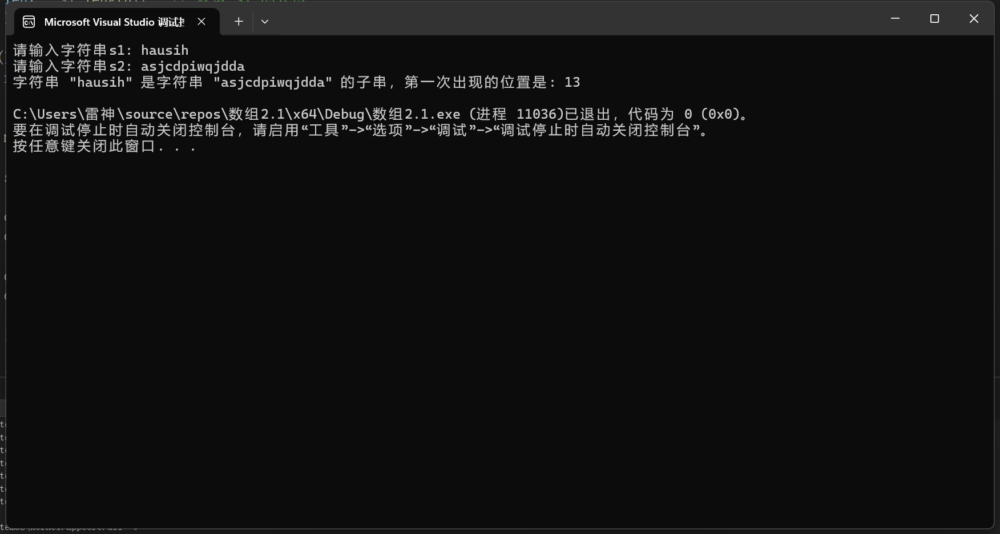 Microsoft Visual Studio 调试
请输入字符串s1: hausih
请输入字符串s2: asjcdpiwqjdda
字符串 "hausih" 是字符串 "asjcdpiwqjdda" 的子串，第一次出现的位置是: 13
C:\Users\雷神\source\repos\数组2.1\x64\Debug\数组2.1.exe (进程 11036)已退出，代码为 0 (0x0)。
要在调试停止时自动关闭控制台，请启用“工具”->“选项”->“调试”->“调试停止时自动关闭控制台”。
按任意键关闭此窗口. . .